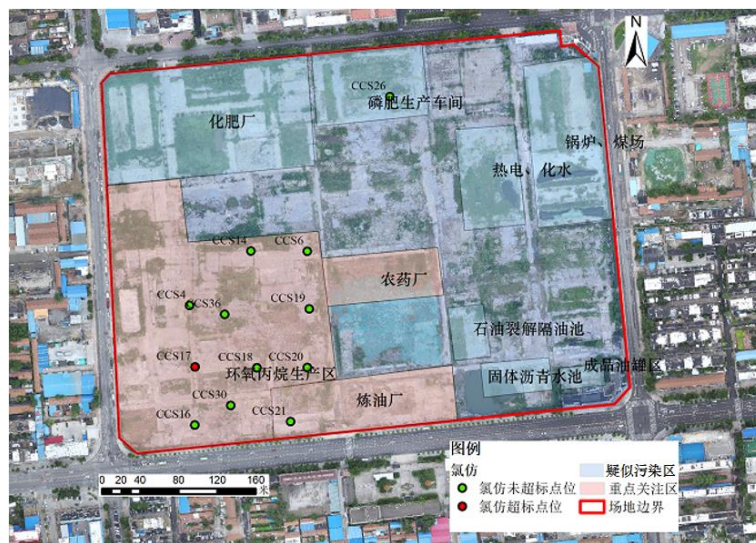 N
CCS26
磷肥生产车间
化肥厂
锅炉、煤场
热电、化水
CCS14
CCS6
农药厂
CCS4
CCS36
CCS19
石油裂解隔油池
CCS17
CCS18
CCS20
环氧丙烷生产区
成品油罐区
固体沥青水池
炼油厂
CCS30
CCS16
CCS21
图例
氯仿
疑似污染区
氯仿未超标点位
重点关注区
氯仿超标点位
场地边界
0 20 40 80 120 160
米